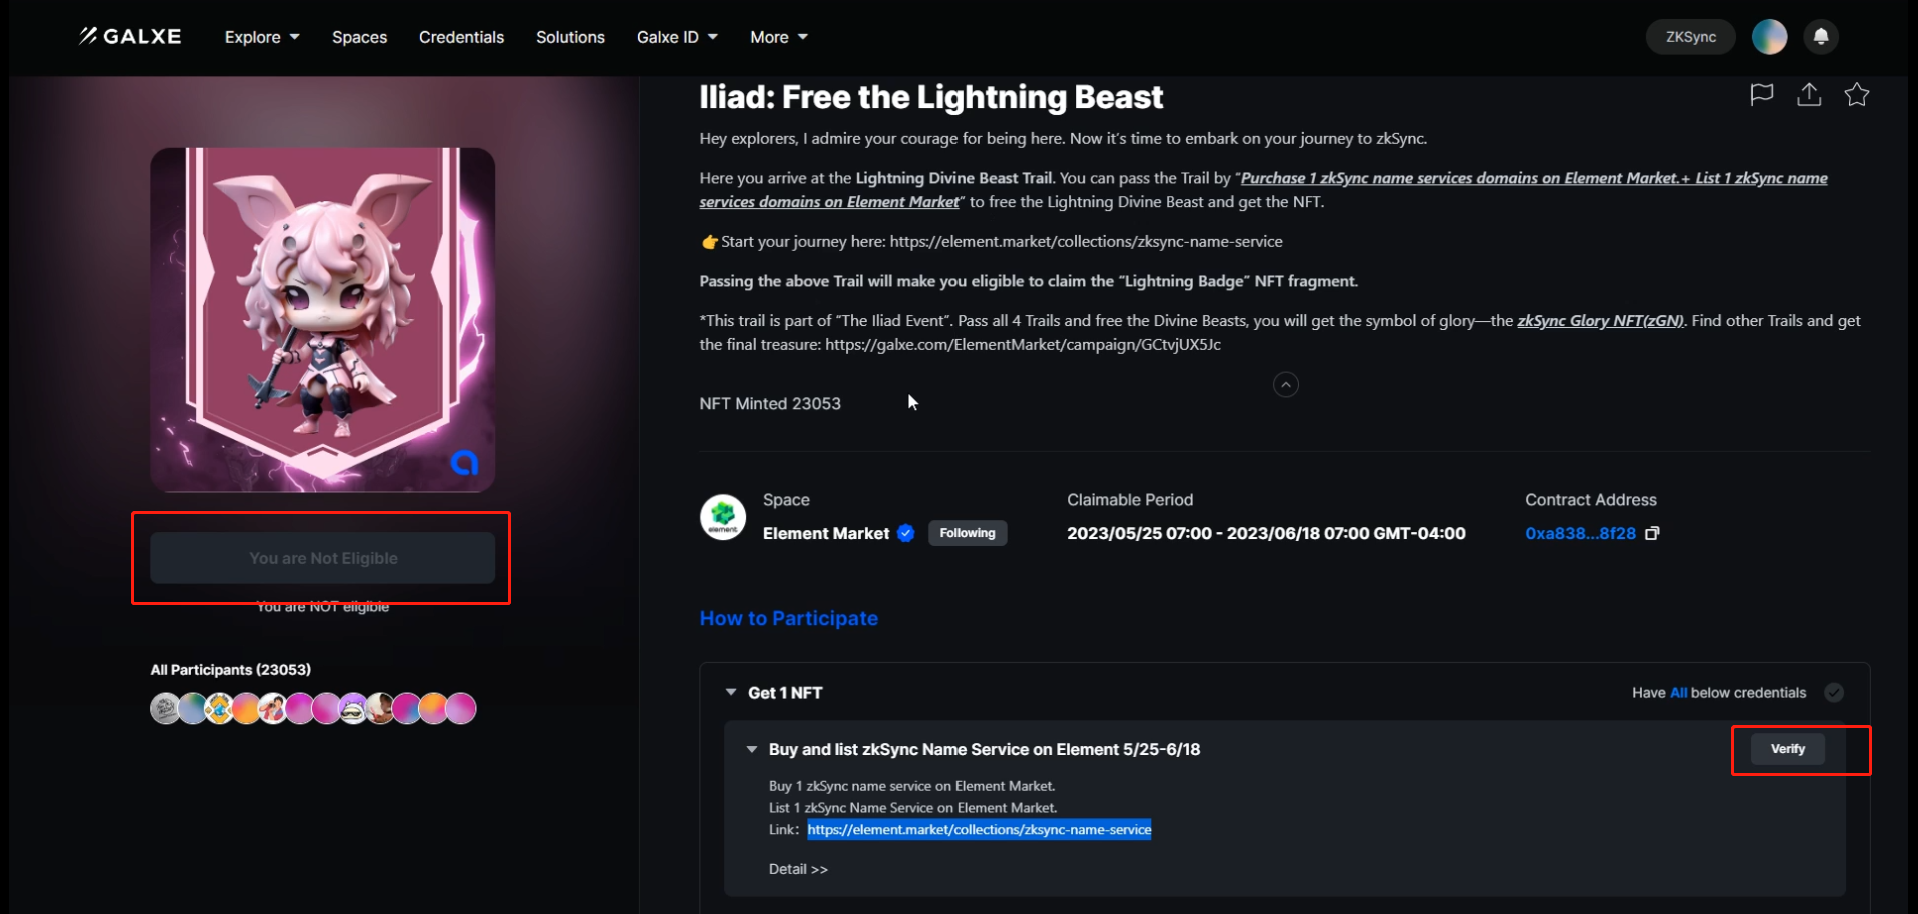 GALXE
Explore
Spaces
Credentials
Solutions
Galxe ID
More
ZKSync
Iliad: Free the Lightning Beast
Hey explorers, I admire your courage for being here. Now it's time to embark on your journey to zkSync.
Here you arrive at the Lightning Divine Beast Trail. You can pass the Trail by "Purchase 1 zkSync name services domains on Element Market.+ List 1 zkSync name
services domains on Element Market" to free the Lightning Divine Beast and get the NFT.
👉Start your journey here: https://element.market/collections/zksync-name-service
Passing the above Trail will make you eligible to claim the "Lightning Badge" NFT fragment.
*This trail is part of "The Iliad Event". Pass all 4 Trails and free the Divine Beasts, you will get the symbol of glory—the zkSync Glory NFT(zGN). Find other Trails and get
the final treasure: https://galxe.com/ElementMarket/campaign/GCtvjUX5Jc
NFT Minted 23053
element
Space
Element Market
Following
Claimable Period
2023/05/25 07:00 - 2023/06/18 07:00 GMT-04:00
Contract Address
0xa838...8f28
You are Not Eligible
You are NOT eligible
All Participants (23053)
How to Participate
Get 1 NFT
Have All below credentials
Buy and list zkSync Name Service on Element 5/25-6/18
Verify
Buy 1 zkSync name service on Element Market.
List 1 zkSync Name Service on Element Market.
Link： https://element.market/collections/zksync-name-service
Detail >>